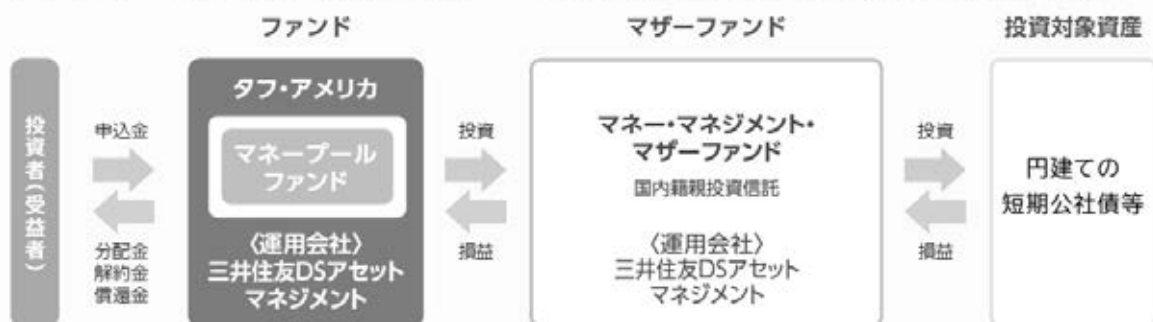 ファンド
マザーファンド
投資対象資産
投資者(受益者)
申込金
分配金
解約金
償還金
タフ・アメリカ
マネープール
ファンド
〈運用会社〉
三井住友DSアセット
マネジメント
投資
損益
マネー・マネジメント・
マザーファンド
国内籍親投資信託
〈運用会社〉
三井住友DSアセット
マネジメント
投資
損益
円建ての
短期公社債等